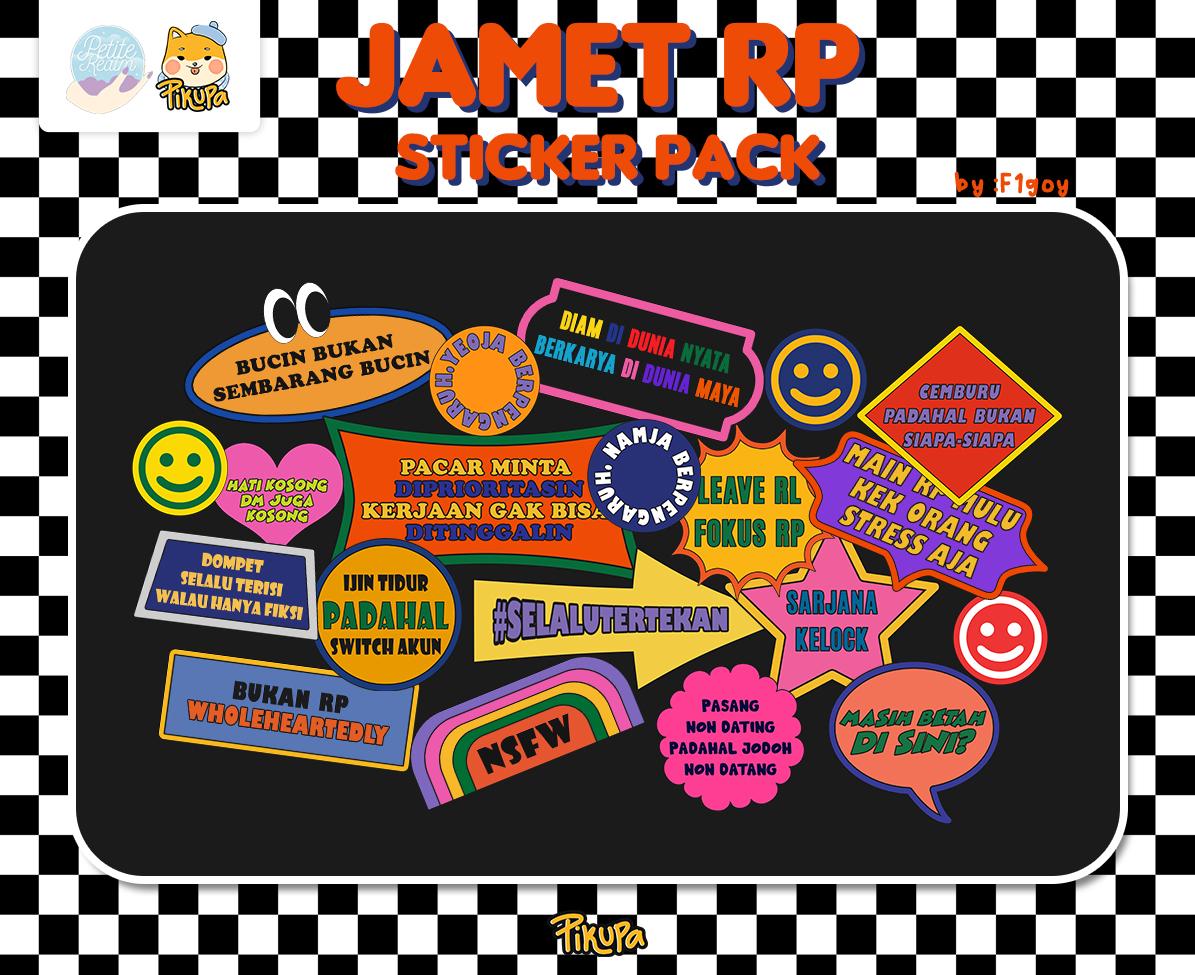 Petite
Realm
Pikupa
JAMET RP
STICKER PACK
by :F1goy
BUCIN BUKAN
SEMBARANG BUCIN
YEOJA BERPENGARUH.
DIAM DI DUNIA NYATA
BERKARYA DI DUNIA MAYA
CEMBURU
PADAHAL BUKAN
SIAPA-SIAPA
HATI KOSONG
DM JUGA
KOSONG
PACAR MINTA
DIPRIORITASIN
KERJAAN GAK BISA
DITINGGALIN
NAMJA BERPENGARUH.
LEAVE RL
FOKUS RP
MAIN RP MULU
KEK ORANG
STRESS AJA
DOMPET
SELALU TERISI
WALAU HANYA FIKSI
IJIN TIDUR
PADAHAL
SWITCH AKUN
#SELALUTERTEKAN
SARJANA
KELOCK
BUKAN RP
WHOLEHEARTEDLY
NSFW
PASANG
NON DATING
PADAHAL JODOH
NON DATANG
MASIH BETAH
DI SINI?
Pikupa